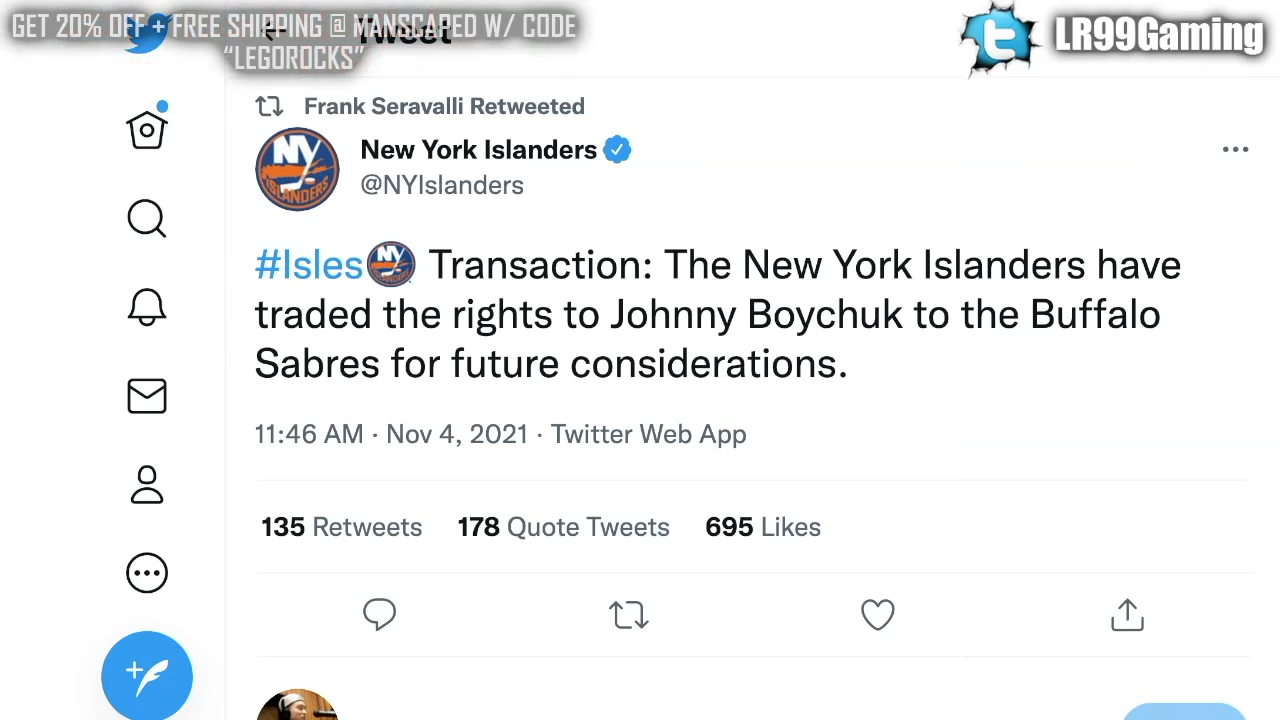 GET 20% OFF + FREE SHIPPING @ MANSCAPED W/ CODE
"LEGOROCKS"
Tweet
LR99Gaming
Frank Seravalli Retweeted
New York Islanders
@NYIslanders
#Isles Transaction: The New York Islanders have
traded the rights to Johnny Boychuk to the Buffalo
Sabres for future considerations.
11:46 AM · Nov 4, 2021 · Twitter Web App
135 Retweets 178 Quote Tweets 695 Likes